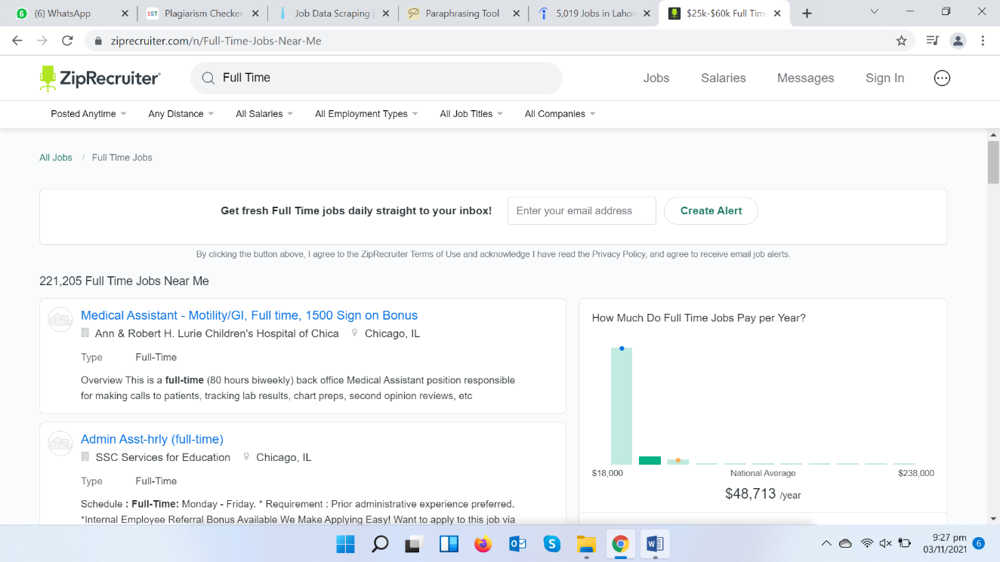 (6) WhatsApp
SST Plagiarism Checker
Job Data Scraping |
Paraphrasing Tool
5,019 Jobs in Lahor
$25k-$60k Full Tim
ziprecruiter.com/n/Full-Time-Jobs-Near-Me
ZipRecruiter
Full Time
Jobs
Salaries
Messages
Sign In
Posted Anytime
Any Distance
All Salaries
All Employment Types
All Job Titles
All Companies
All Jobs / Full Time Jobs
Get fresh Full Time jobs daily straight to your inbox!
Enter your email address
Create Alert
By clicking the button above, I agree to the ZipRecruiter Terms of Use and acknowledge I have read the Privacy Policy, and agree to receive email job alerts.
221,205 Full Time Jobs Near Me
Medical Assistant - Motility/GI, Full time, 1500 Sign on Bonus
Ann & Robert H. Lurie Children's Hospital of Chica Chicago, IL
Type Full-Time
Overview This is a full-time (80 hours biweekly) back office Medical Assistant position responsible
for making calls to patients, tracking lab results, chart preps, second opinion reviews, etc
Admin Asst-hrly (full-time)
SSC Services for Education Chicago, IL
Type Full-Time
Schedule : Full-Time: Monday - Friday. * Requirement : Prior administrative experience preferred.
*Internal Employee Referral Bonus Available We Make Applying Easy! Want to apply to this job via
How Much Do Full Time Jobs Pay per Year?
$18,000
National Average
$238,000
$48,713 /year
9:27 pm
03/11/2021
6